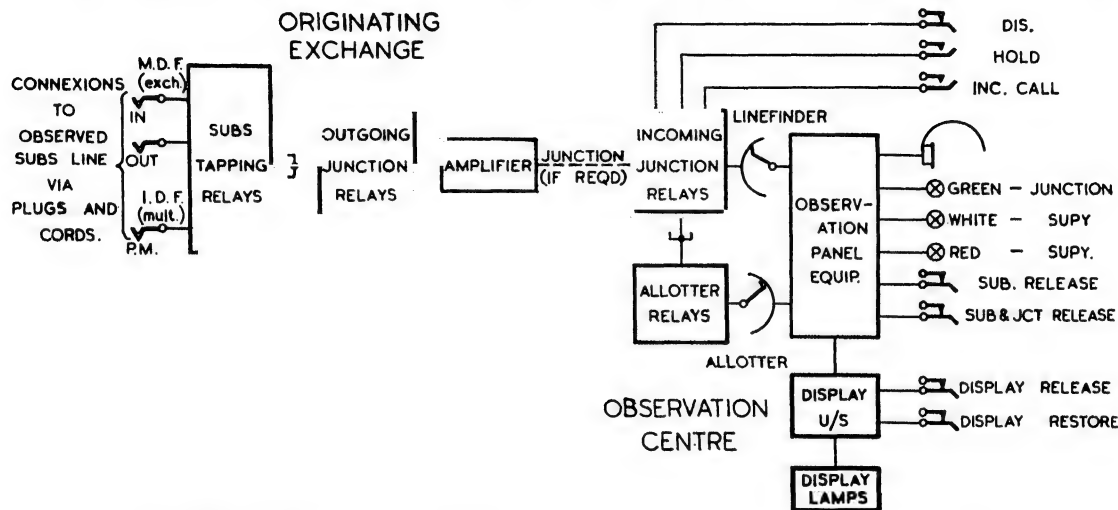 ORIGINATING
EXCHANGE
CONNEXIONS
TO
OBSERVED
SUBS LINE
VIA
PLUGS AND
CORDS.
M.D.F.
(exch.)
IN
OUT
I.D.F.
(mult.)
P.M.
SUBS
TAPPING
RELAYS
OUTGOING
JUNCTION
RELAYS
AMPLIFIER
JUNCTION
(IF REQD)
INCOMING
JUNCTION
RELAYS
LINEFINDER
DIS.
HOLD
INC. CALL
ALLOTTER
RELAYS
ALLOTTER
OBSERV-
ATION
PANEL
EQUIP.
GREEN - JUNCTION
WHITE - SUPY
RED - SUPY.
SUB. RELEASE
SUB & JCT RELEASE
OBSERVATION
CENTRE
DISPLAY
U/S
DISPLAY RELEASE
DISPLAY RESTORE
DISPLAY
LAMPS